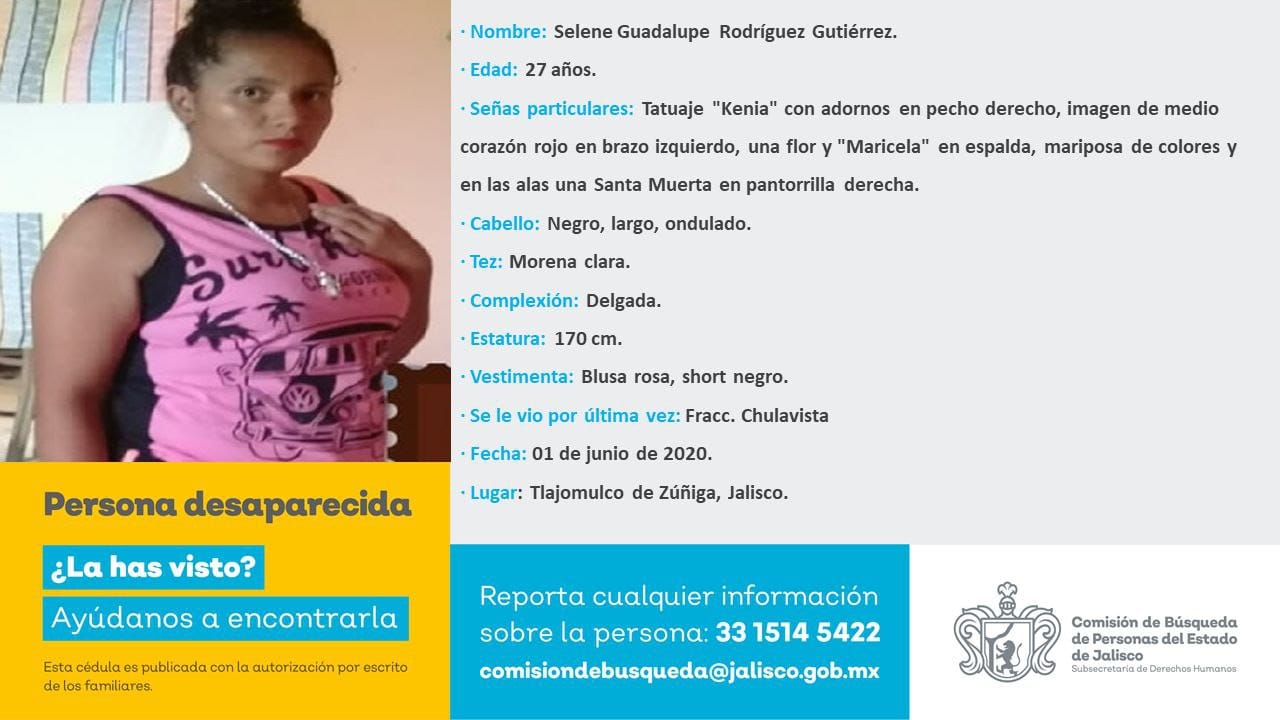 · Nombre: Selene Guadalupe Rodríguez Gutiérrez.
· Edad: 27 años.
· Señas particulares: Tatuaje "Kenia" con adornos en pecho derecho, imagen de medio
corazón rojo en brazo izquierdo, una flor y "Maricela" en espalda, mariposa de colores y
en las alas una Santa Muerta en pantorrilla derecha.
· Cabello: Negro, largo, ondulado.
· Tez: Morena clara.
· Complexión: Delgada.
· Estatura: 170 cm.
· Vestimenta: Blusa rosa, short negro.
· Se le vio por última vez: Fracc. Chulavista
· Fecha: 01 de junio de 2020.
· Lugar: Tlajomulco de Zúñiga, Jalisco.
Surf
Persona desaparecida
¿La has visto?
Ayúdanos a encontrarla
Esta cédula es publicada con la autorización por escrito
de los familiares.
Reporta cualquier información
sobre la persona: 33 1514 5422
comisiondebusqueda@jalisco.gob.mx
Comisión de Búsqueda
de Personas del Estado
de Jalisco
Subsecretaría de Derechos Humanos